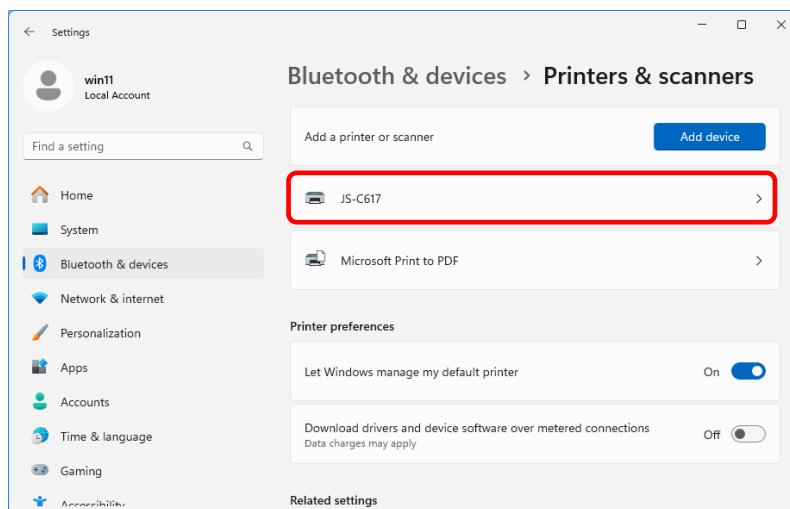 Settings
win11
Local Account
Find a setting
Home
System
Bluetooth & devices
Network & internet
Personalization
Apps
Accounts
Time & language
Gaming
Accessibility
Bluetooth & devices > Printers & scanners
Add a printer or scanner
Add device
JS-C617
Microsoft Print to PDF
Printer preferences
Let Windows manage my default printer
On
Download drivers and device software over metered connections
Off
Data charges may apply
Related settings